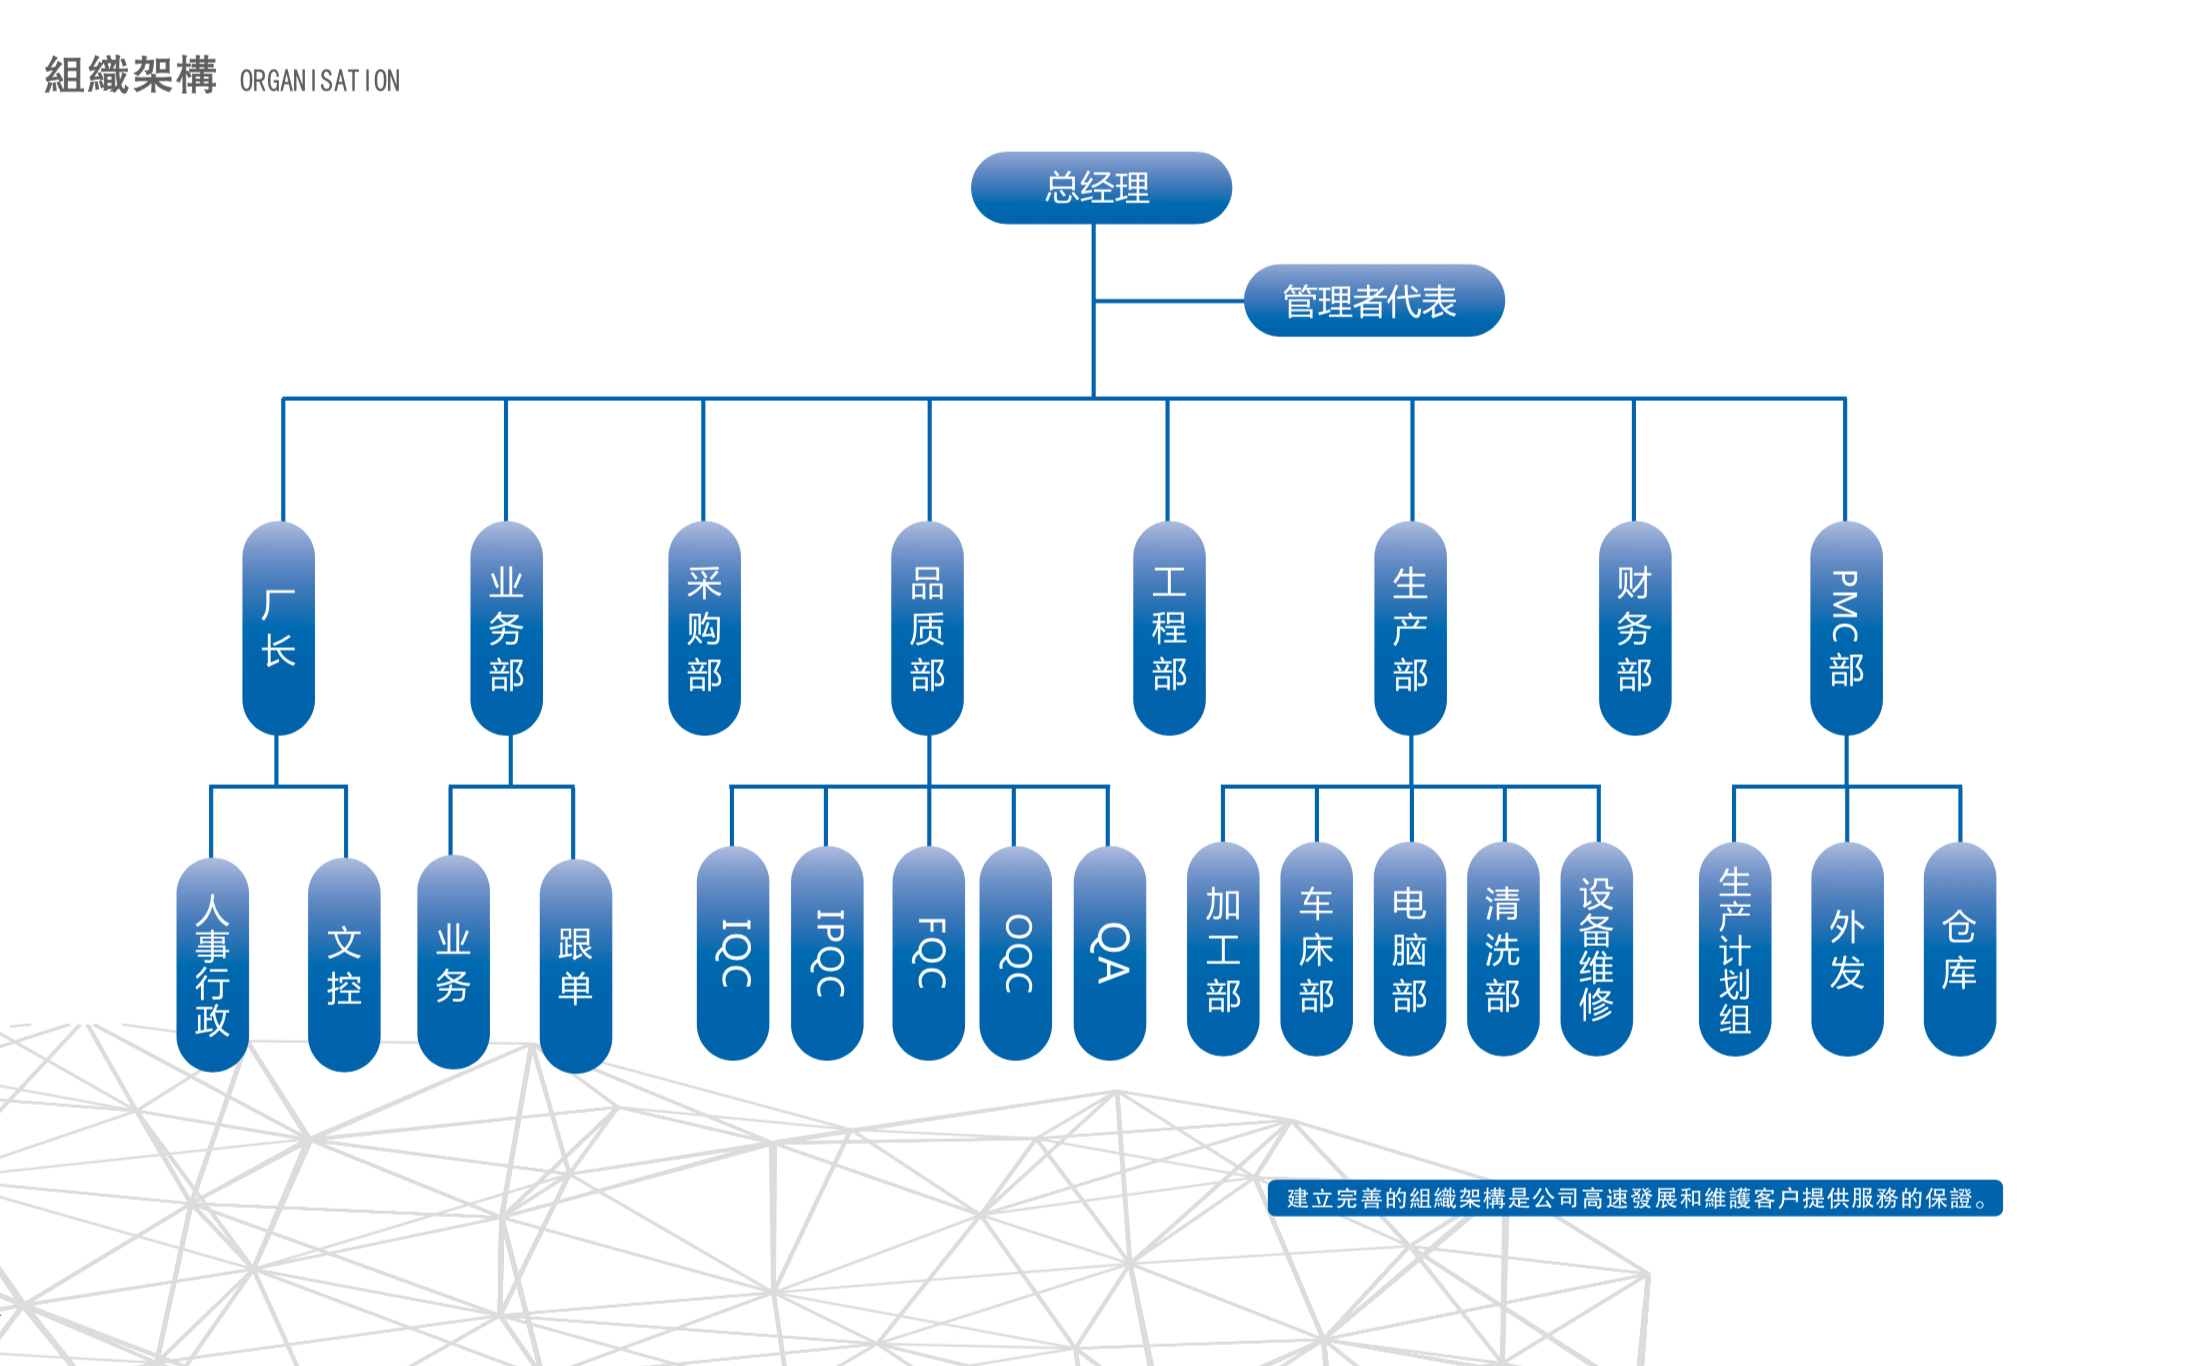 組織架構 ORGANISATION
总经理
管理者代表
厂长
业务部
采购部
品质部
工程部
生产部
财务部
PMC部
人事行政
文控
业务
跟单
IQC
IPQC
FQC
OQC
QA
加工部
车床部
电脑部
清洗部
设备维修
生产计划组
外发
仓库
建立完善的組織架構是公司高速發展和維護客户提供服務的保證。